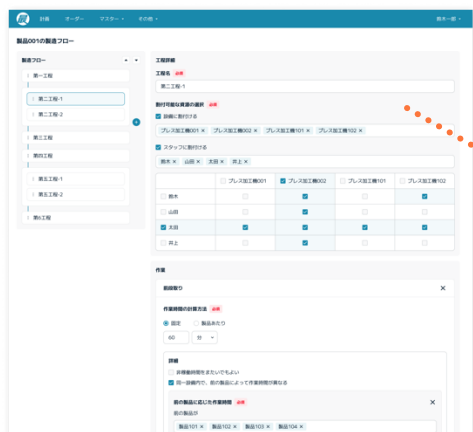 計画 オーダー マスター その他 鈴木一郎
製品001の製造フロー
製造フロー
第一工程
第二工程-1
第二工程-2
第三工程
第四工程
第五工程-1
第五工程-2
第6工程
工程詳細
工程名 必須
第二工程-1
割付可能な資源の選択 必須
設備に割付ける
プレス加工機001 × プレス加工機002 × プレス加工機101 × プレス加工機102 ×
スタッフに割付ける
鈴木 × 山田 × 太田 × 井上 ×
プレス加工機001 プレス加工機002 プレス加工機101 プレス加工機102
鈴木
山田
太田
井上
作業
前段取り ×
作業時間の計算方法 必須
固定 製品あたり
60 分
詳細
非稼働時間をまたいでもよい
同一設備内で、前の製品によって作業時間が異なる
前の製品に応じた作業時間 必須 ×
前の製品が
製品101 × 製品102 × 製品103 × 製品104 ×